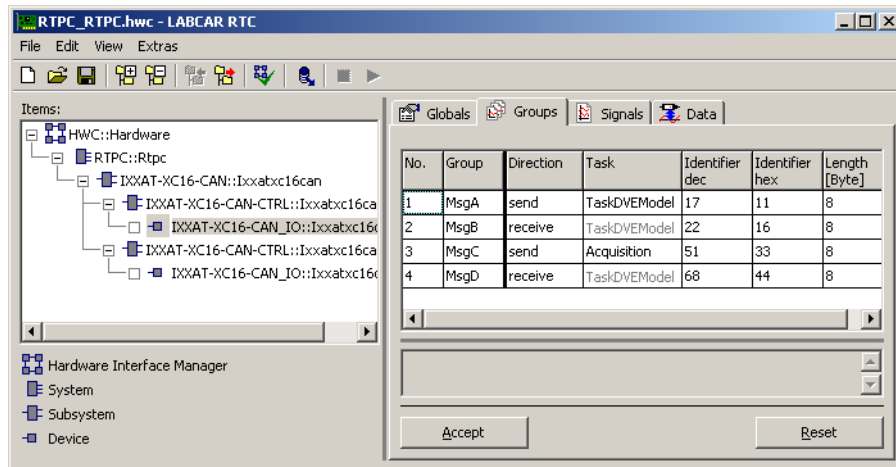 RTPC_RTPC.hwc - LABCAR RTC
File Edit View Extras
Items:
HWC::Hardware
RTPC::Rtpc
IXXAT-XC16-CAN::Ixxatxc16can
IXXAT-XC16-CAN-CTRL::Ixxatxc16ca
IXXAT-XC16-CAN_IO::Ixxatxc16c
IXXAT-XC16-CAN-CTRL::Ixxatxc16ca
IXXAT-XC16-CAN_IO::Ixxatxc16c
Hardware Interface Manager
System
Subsystem
Device
Globals Groups Signals Data
No. Group Direction Task Identifier dec Identifier hex Length [Byte]
1 MsgA send TaskDVEModel 17 11 8
2 MsgB receive TaskDVEModel 22 16 8
3 MsgC send Acquisition 51 33 8
4 MsgD receive TaskDVEModel 68 44 8
Accept Reset